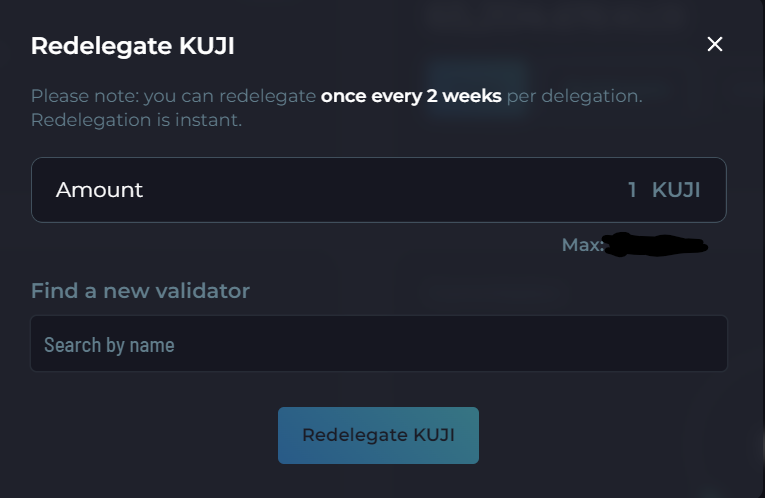 Redelegate KUJI
Please note: you can redelegate once every 2 weeks per delegation.
Redelegation is instant.
Amount 1 KUJI
Max:
Find a new validator
Search by name
Redelegate KUJI